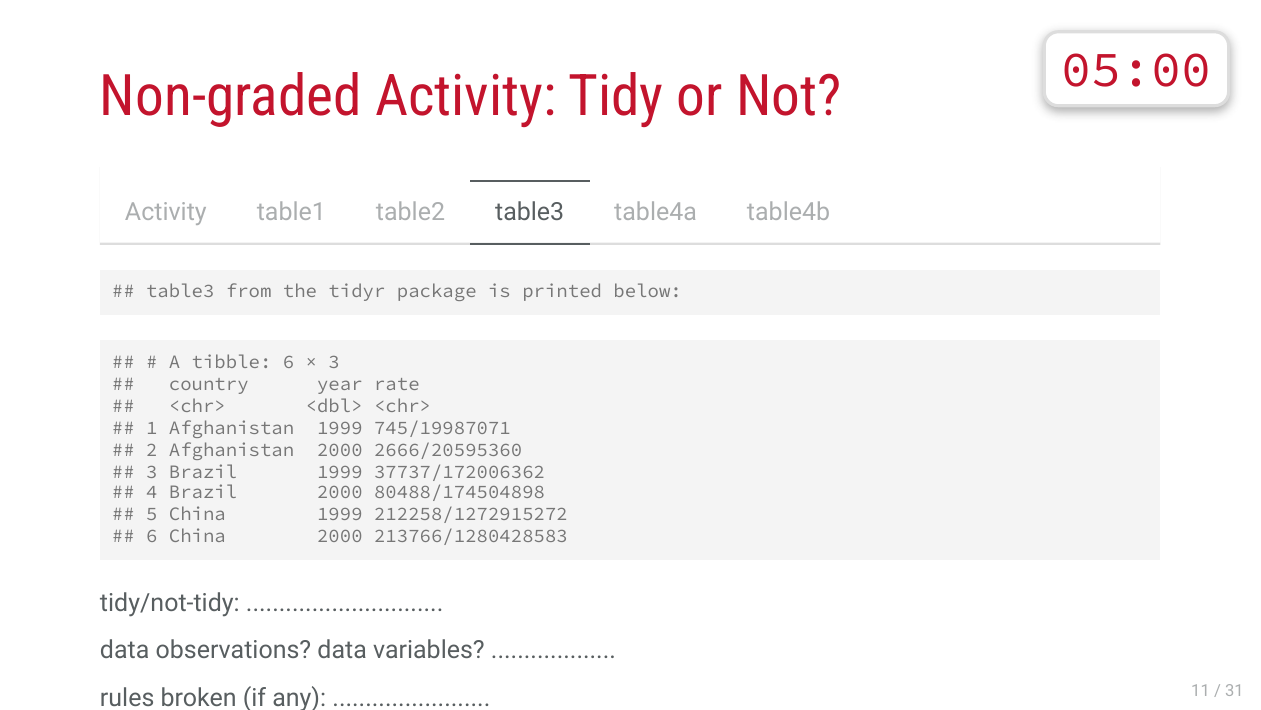 Non-graded Activity: Tidy or Not?
05:00
Activity table1 table2 table3 table4a table4b
## table3 from the tidyr package is printed below:
## # A tibble: 6 × 3
##   country      year rate
##   <chr>       <dbl> <chr>
## 1 Afghanistan  1999 745/19987071
## 2 Afghanistan  2000 2666/20595360
## 3 Brazil       1999 37737/172006362
## 4 Brazil       2000 80488/174504898
## 5 China        1999 212258/1272915272
## 6 China        2000 213766/1280428583
tidy/not-tidy: ..............................
data observations? data variables? ...................
rules broken (if any): ........................
11 / 31